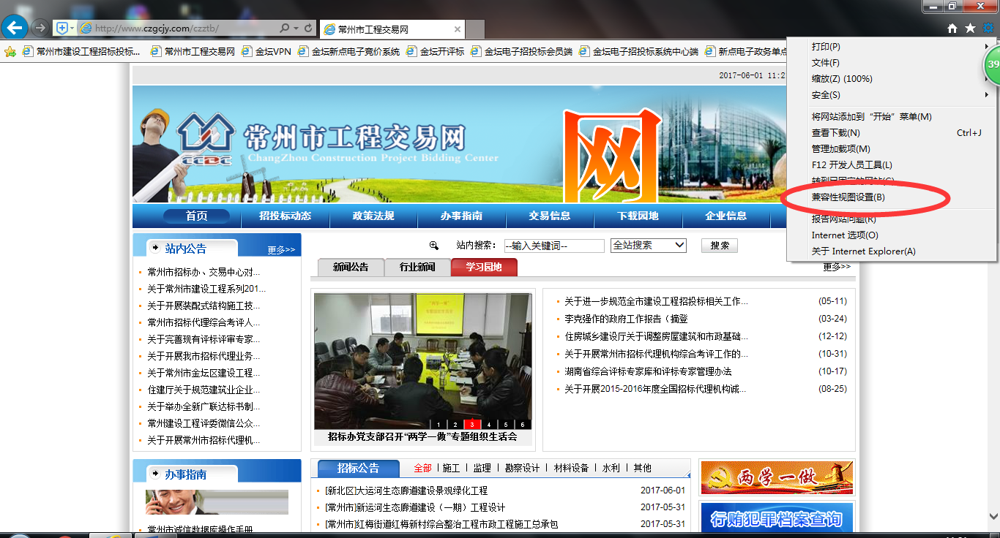 http://www.czgcjy.com/czztb/
常州市工程交易网
常州市建设工程招标投标...
常州市工程交易网
金坛VPN
金坛新点电子竞价系统
金坛开评标
金坛电子招投标会员端
金坛电子招投标系统中心端
新点电子政务单点
打印(P)
文件(F)
缩放(Z) (100%)
安全(S)
将网站添加到“开始”菜单(M)
查看下载(N) Ctrl+J
管理加载项(M)
F12 开发人员工具(L)
转到已固定的网站(G)
兼容性视图设置(B)
报告网站问题(R)
Internet 选项(O)
关于 Internet Explorer(A)
39
2017-06-01 11:2
常州市工程交易网
ChangZhou Construction Project Bidding Center
CCDC
网
首页
招投标动态
政策法规
办事指南
交易信息
下载园地
企业信息
站内公告
更多>>
常州市招标办、交易中心对...
关于常州市建设工程系列201...
关于开展装配式结构施工技...
常州市招标代理综合考评人...
关于完善现有评标评审专家...
关于开展我市招标代理业务...
关于常州市金坛区建设工程...
住建厅关于规范建筑业企业...
关于举办全新广联达标书制...
常州建设工程评委微信公众...
关于开展常州市招标代理机...
办事指南
常州市诚信数据库操作手册
站内搜索：
--输入关键词--
全站搜索
搜 索
新闻公告
行业新闻
学习园地
更多>>
1 2 3 4 5 6
招标办党支部召开“两学一做”专题组织生活会
关于进一步规范全市建设工程招投标相关工作... (05-11)
李克强作的政府工作报告（摘登 (03-24)
住房城乡建设厅关于调整房屋建筑和市政基础... (12-12)
关于开展常州市招标代理机构综合考评工作的... (10-31)
湖南省综合评标专家库和评标专家管理办法 (10-17)
关于开展2015-2016年度全国招标代理机构诚... (08-25)
招标公告
全部 | 施工 | 监理 | 勘察设计 | 材料设备 | 水利 | 其他
[新北区]大运河生态廊道建设景观绿化工程 2017-06-01
[常州市]新运河生态廊道建设（一期）工程设计 2017-05-31
[常州市]红梅街道红梅新村综合整治工程市政工程施工总承包 2017-05-31
两学一做
行贿犯罪档案查询